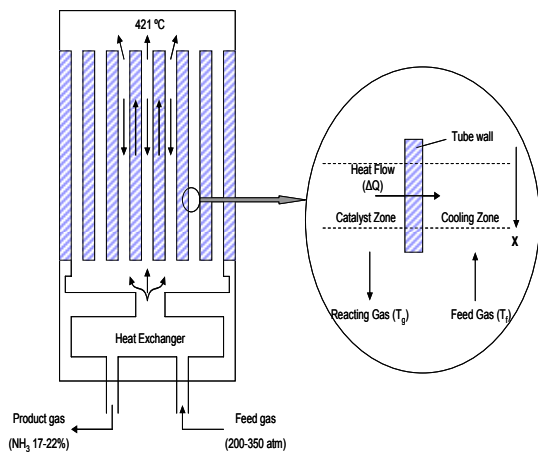 421 ºC
Tube wall
Heat Flow
(ΔQ)
Catalyst Zone
Cooling Zone
x
Reacting Gas (Tg)
Feed Gas (Tf)
Heat Exchanger
Product gas
(NH3 17-22%)
Feed gas
(200-350 atm)